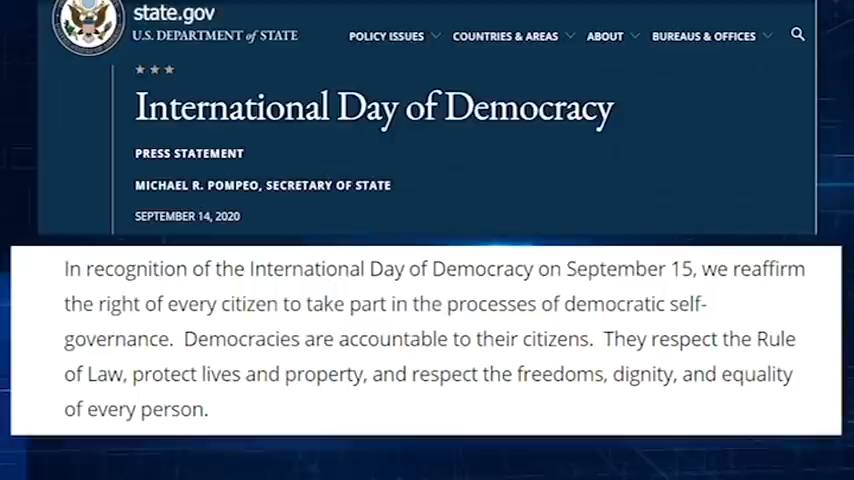 state.gov
U.S. DEPARTMENT of STATE
POLICY ISSUES COUNTRIES & AREAS ABOUT BUREAUS & OFFICES
International Day of Democracy
PRESS STATEMENT
MICHAEL R. POMPEO, SECRETARY OF STATE
SEPTEMBER 14, 2020
In recognition of the International Day of Democracy on September 15, we reaffirm
the right of every citizen to take part in the processes of democratic self-
governance. Democracies are accountable to their citizens. They respect the Rule
of Law, protect lives and property, and respect the freedoms, dignity, and equality
of every person.